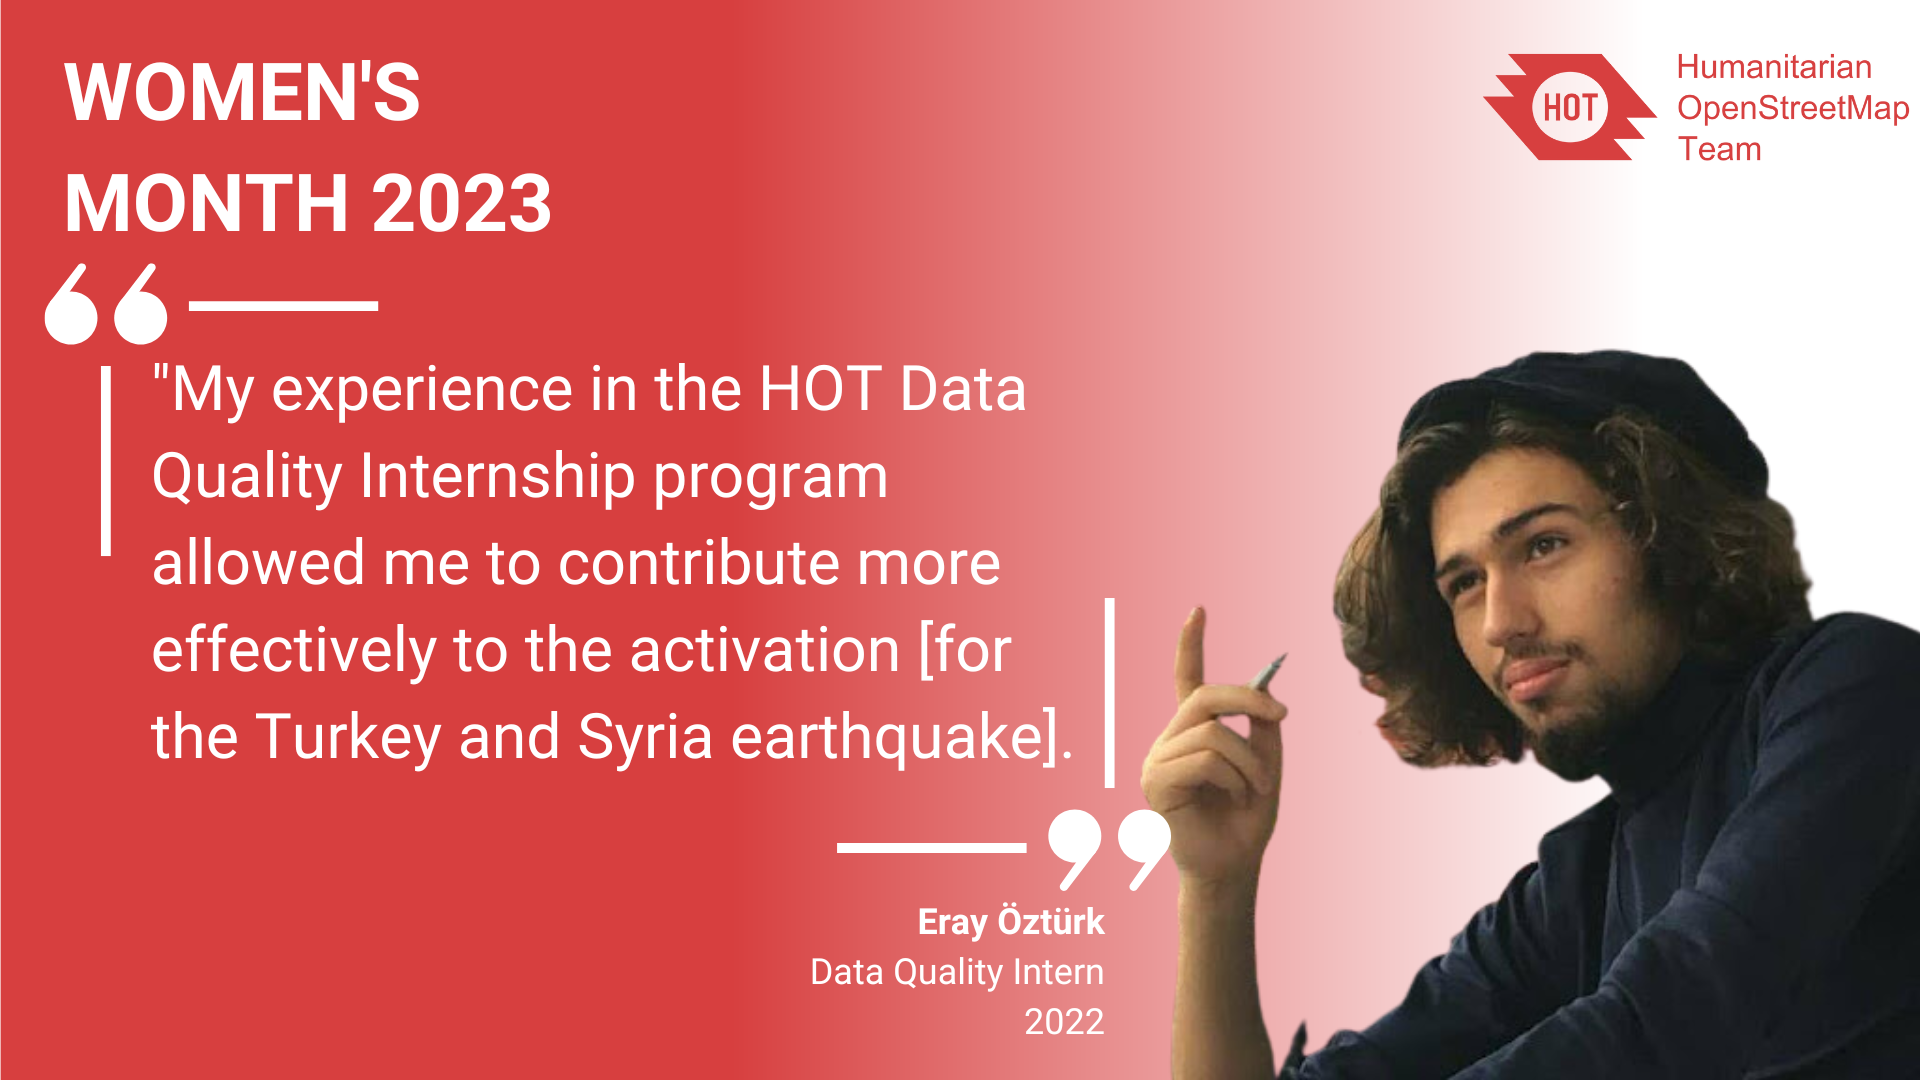 WOMEN'S
MONTH 2023
HOT
Humanitarian
OpenStreetMap
Team
"My experience in the HOT Data
Quality Internship program
allowed me to contribute more
effectively to the activation [for
the Turkey and Syria earthquake].
Eray Öztürk
Data Quality Intern
2022